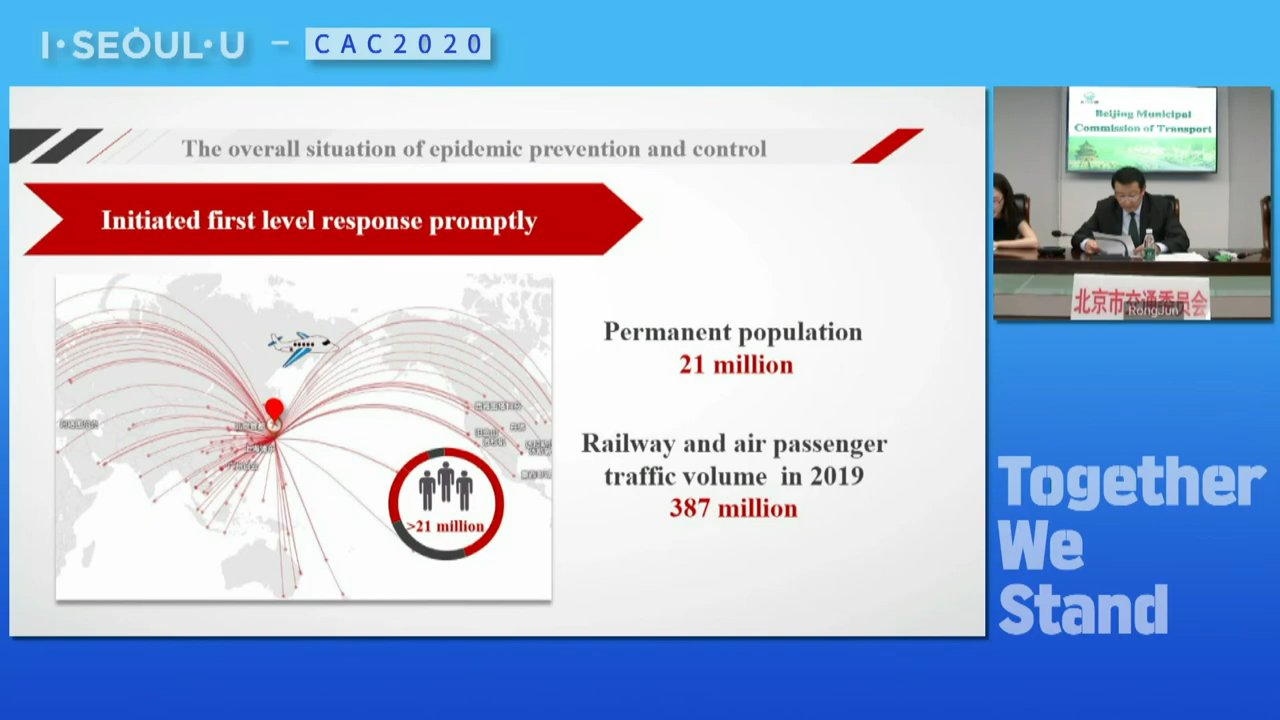 I·SEOUL·U – CAC2020
The overall situation of epidemic prevention and control
Initiated first level response promptly
Permanent population
21 million
Railway and air passenger
traffic volume in 2019
387 million
>21 million
Beijing Municipal
Commission of Transport
北京市交通委员会
RongJun
Together
We
Stand